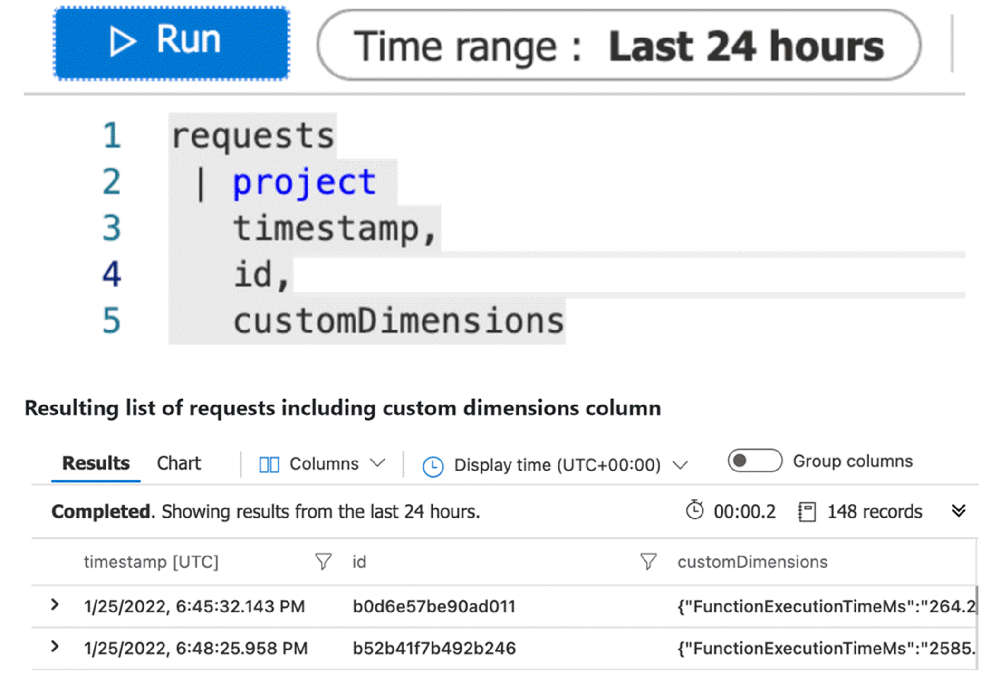 Run Time range : Last 24 hours
1 requests
2 | project
3 timestamp,
4 id,
5 customDimensions
Resulting list of requests including custom dimensions column
Results Chart Columns Display time (UTC+00:00) Group columns
Completed. Showing results from the last 24 hours. 00:00.2 148 records
timestamp [UTC] id customDimensions
1/25/2022, 6:45:32.143 PM b0d6e57be90ad011 {"FunctionExecutionTimeMs":"264.2
1/25/2022, 6:48:25.958 PM b52b41f7b492b246 {"FunctionExecutionTimeMs":"2585.